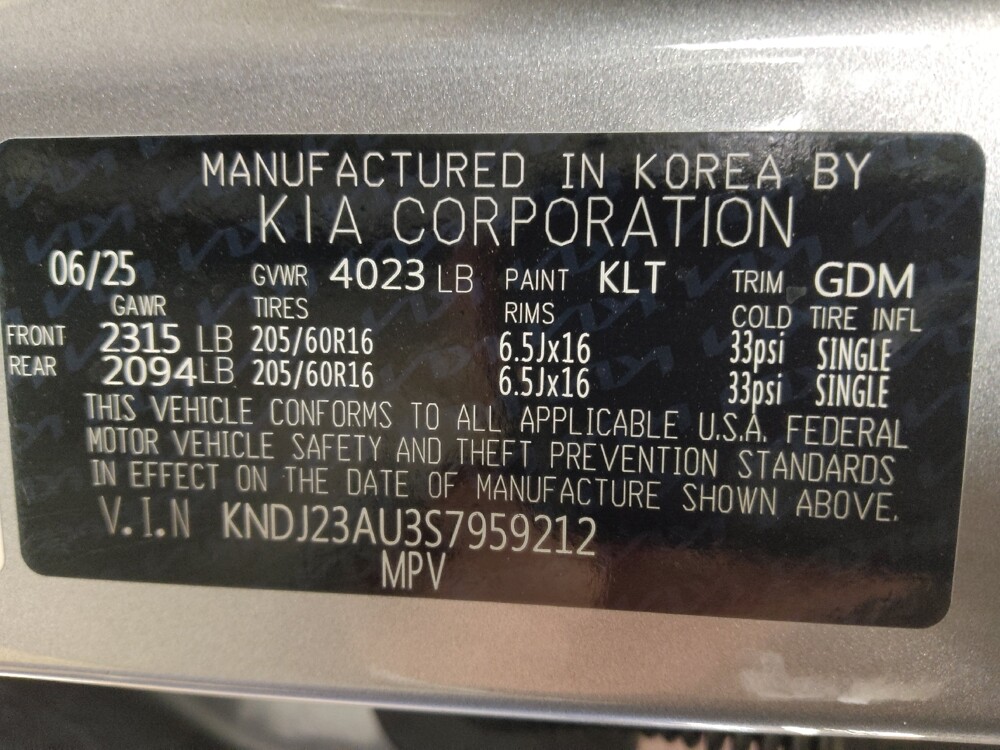 MANUFACTURED IN KOREA BY
KIA CORPORATION
06/25 GVWR 4023 LB PAINT KLT TRIM GDM
GAWR TIRES RIMS COLD TIRE INFL
FRONT 2315 LB 205/60R16 6.5Jx16 33psi SINGLE
REAR 2094LB 205/60R16 6.5Jx16 33psi SINGLE
THIS VEHICLE CONFORMS TO ALL APPLICABLE U.S.A. FEDERAL
MOTOR VEHICLE SAFETY AND THEFT PREVENTION STANDARDS
IN EFFECT ON THE DATE OF MANUFACTURE SHOWN ABOVE.
V.I.N KNDJ23AU3S7959212
MPV